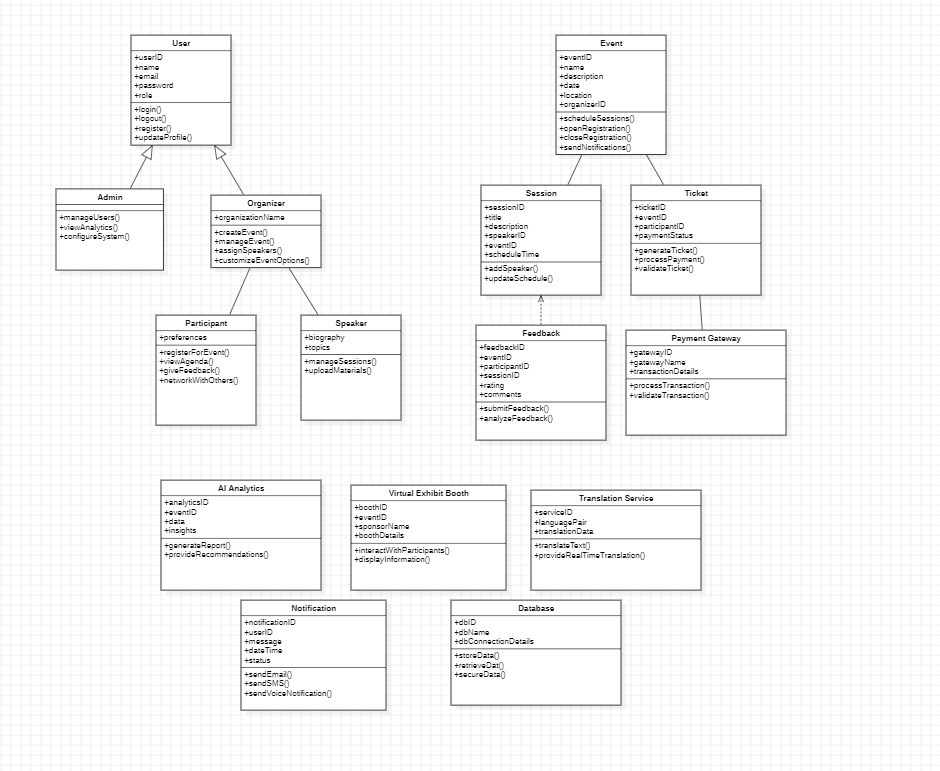 User
+userID
+name
+email
+password
+role
+login()
+logout()
+register()
+updateProfile()
Event
+eventID
+name
+description
+date
+location
+organizerID
+scheduleSessions()
+openRegistration()
+closeRegistration()
+sendNotifications()
Admin
+manageUsers()
+viewAnalytics()
+configureSystem()
Organizer
+organizationName
+createEvent()
+manageEvent()
+assignSpeakers()
+customizeEventOptions()
Session
+sessionID
+title
+description
+speakerID
+eventID
+scheduleTime
+addSpeaker()
+updateSchedule()
Ticket
+ticketID
+eventID
+participantID
+paymentStatus
+generateTicket()
+processPayment()
+validateTicket()
Participant
+preferences
+registerForEvent()
+viewAgenda()
+giveFeedback()
+networkWithOthers()
Speaker
+biography
+topics
+manageSessions()
+uploadMaterials()
Feedback
+feedbackID
+eventID
+participantID
+sessionID
+rating
+comments
+submitFeedback()
+analyzeFeedback()
Payment Gateway
+gatewayID
+gatewayName
+transactionDetails
+processTransaction()
+validateTransaction()
AI Analytics
+analyticsID
+eventID
+data
+insights
+generateReport()
+provideRecommendations()
Virtual Exhibit Booth
+boothID
+eventID
+sponsorName
+boothDetails
+interactWithParticipants()
+displayInformation()
Translation Service
+serviceID
+languagePair
+translationData
+translateText()
+provideRealTimeTranslation()
Notification
+notificationID
+userID
+message
+dateTime
+status
+sendEmail()
+sendSMS()
+sendVoiceNotification()
Database
+dbID
+dbName
+dbConnectionDetails
+storeData()
+retrieveDat()
+secureData()